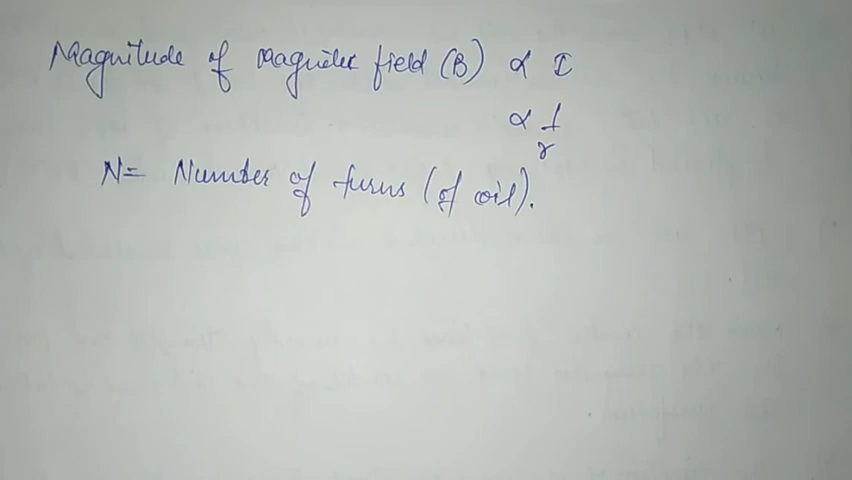 Magnitude of magnetic field (B) ∝ I
∝ 1/r
N= Number of turns (of coil).